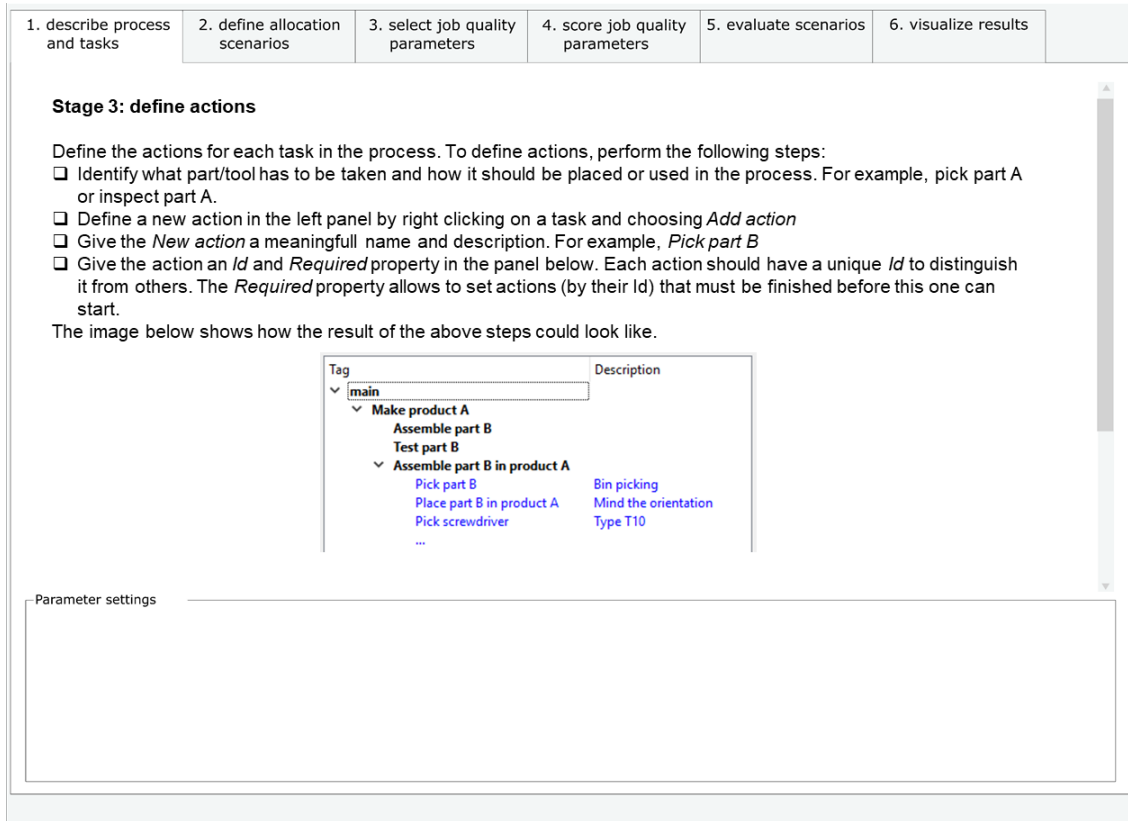 1. describe process
and tasks
2. define allocation
scenarios
3. select job quality
parameters
4. score job quality
parameters
5. evaluate scenarios
6. visualize results
Stage 3: define actions
Define the actions for each task in the process. To define actions, perform the following steps:
❑ Identify what part/tool has to be taken and how it should be placed or used in the process. For example, pick part A
or inspect part A.
❑ Define a new action in the left panel by right clicking on a task and choosing Add action
❑ Give the New action a meaningfull name and description. For example, Pick part B
❑ Give the action an Id and Required property in the panel below. Each action should have a unique Id to distinguish
it from others. The Required property allows to set actions (by their Id) that must be finished before this one can
start.
The image below shows how the result of the above steps could look like.
Tag Description
main
Make product A
Assemble part B
Test part B
Assemble part B in product A
Pick part B Bin picking
Place part B in product A Mind the orientation
Pick screwdriver Type T10
...
Parameter settings